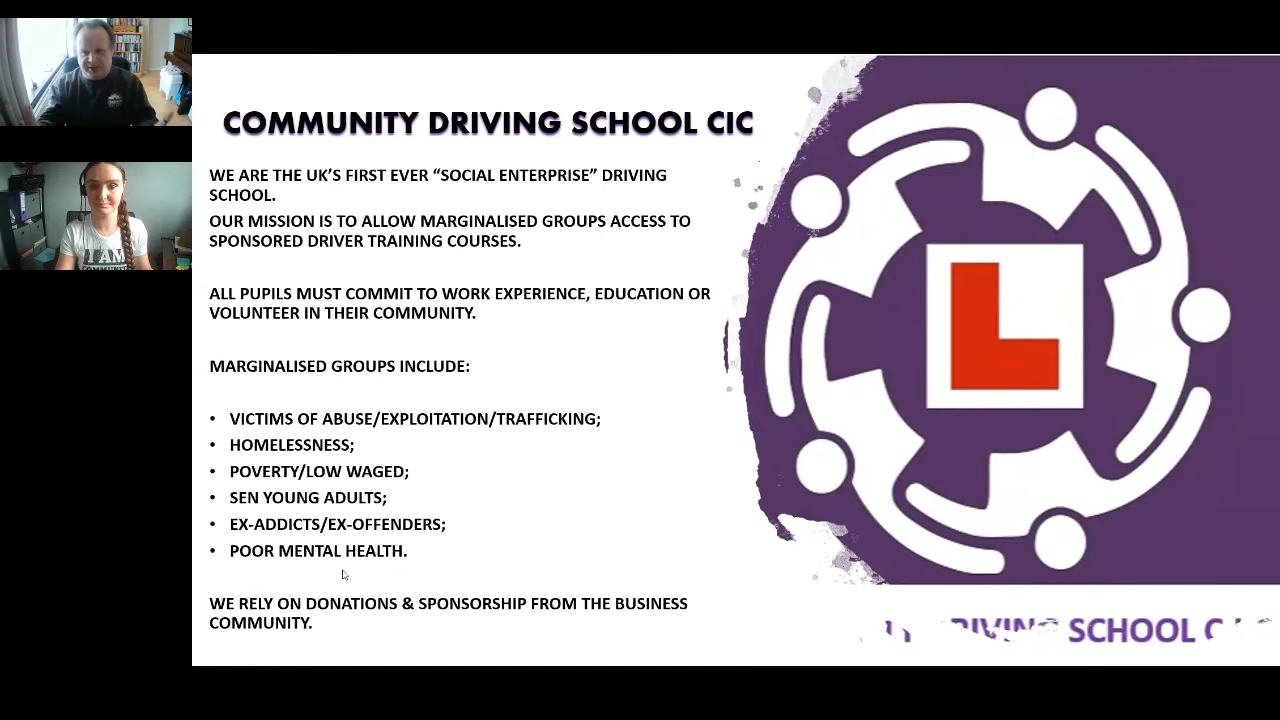 COMMUNITY DRIVING SCHOOL CIC
WE ARE THE UK'S FIRST EVER “SOCIAL ENTERPRISE” DRIVING
SCHOOL.
OUR MISSION IS TO ALLOW MARGINALISED GROUPS ACCESS TO
SPONSORED DRIVER TRAINING COURSES.
ALL PUPILS MUST COMMIT TO WORK EXPERIENCE, EDUCATION OR
VOLUNTEER IN THEIR COMMUNITY.
MARGINALISED GROUPS INCLUDE:
• VICTIMS OF ABUSE/EXPLOITATION/TRAFFICKING;
• HOMELESSNESS;
• POVERTY/LOW WAGED;
• SEN YOUNG ADULTS;
• EX-ADDICTS/EX-OFFENDERS;
• POOR MENTAL HEALTH.
WE RELY ON DONATIONS & SPONSORSHIP FROM THE BUSINESS
COMMUNITY.
L
DRIVING SCHOOL
I AM